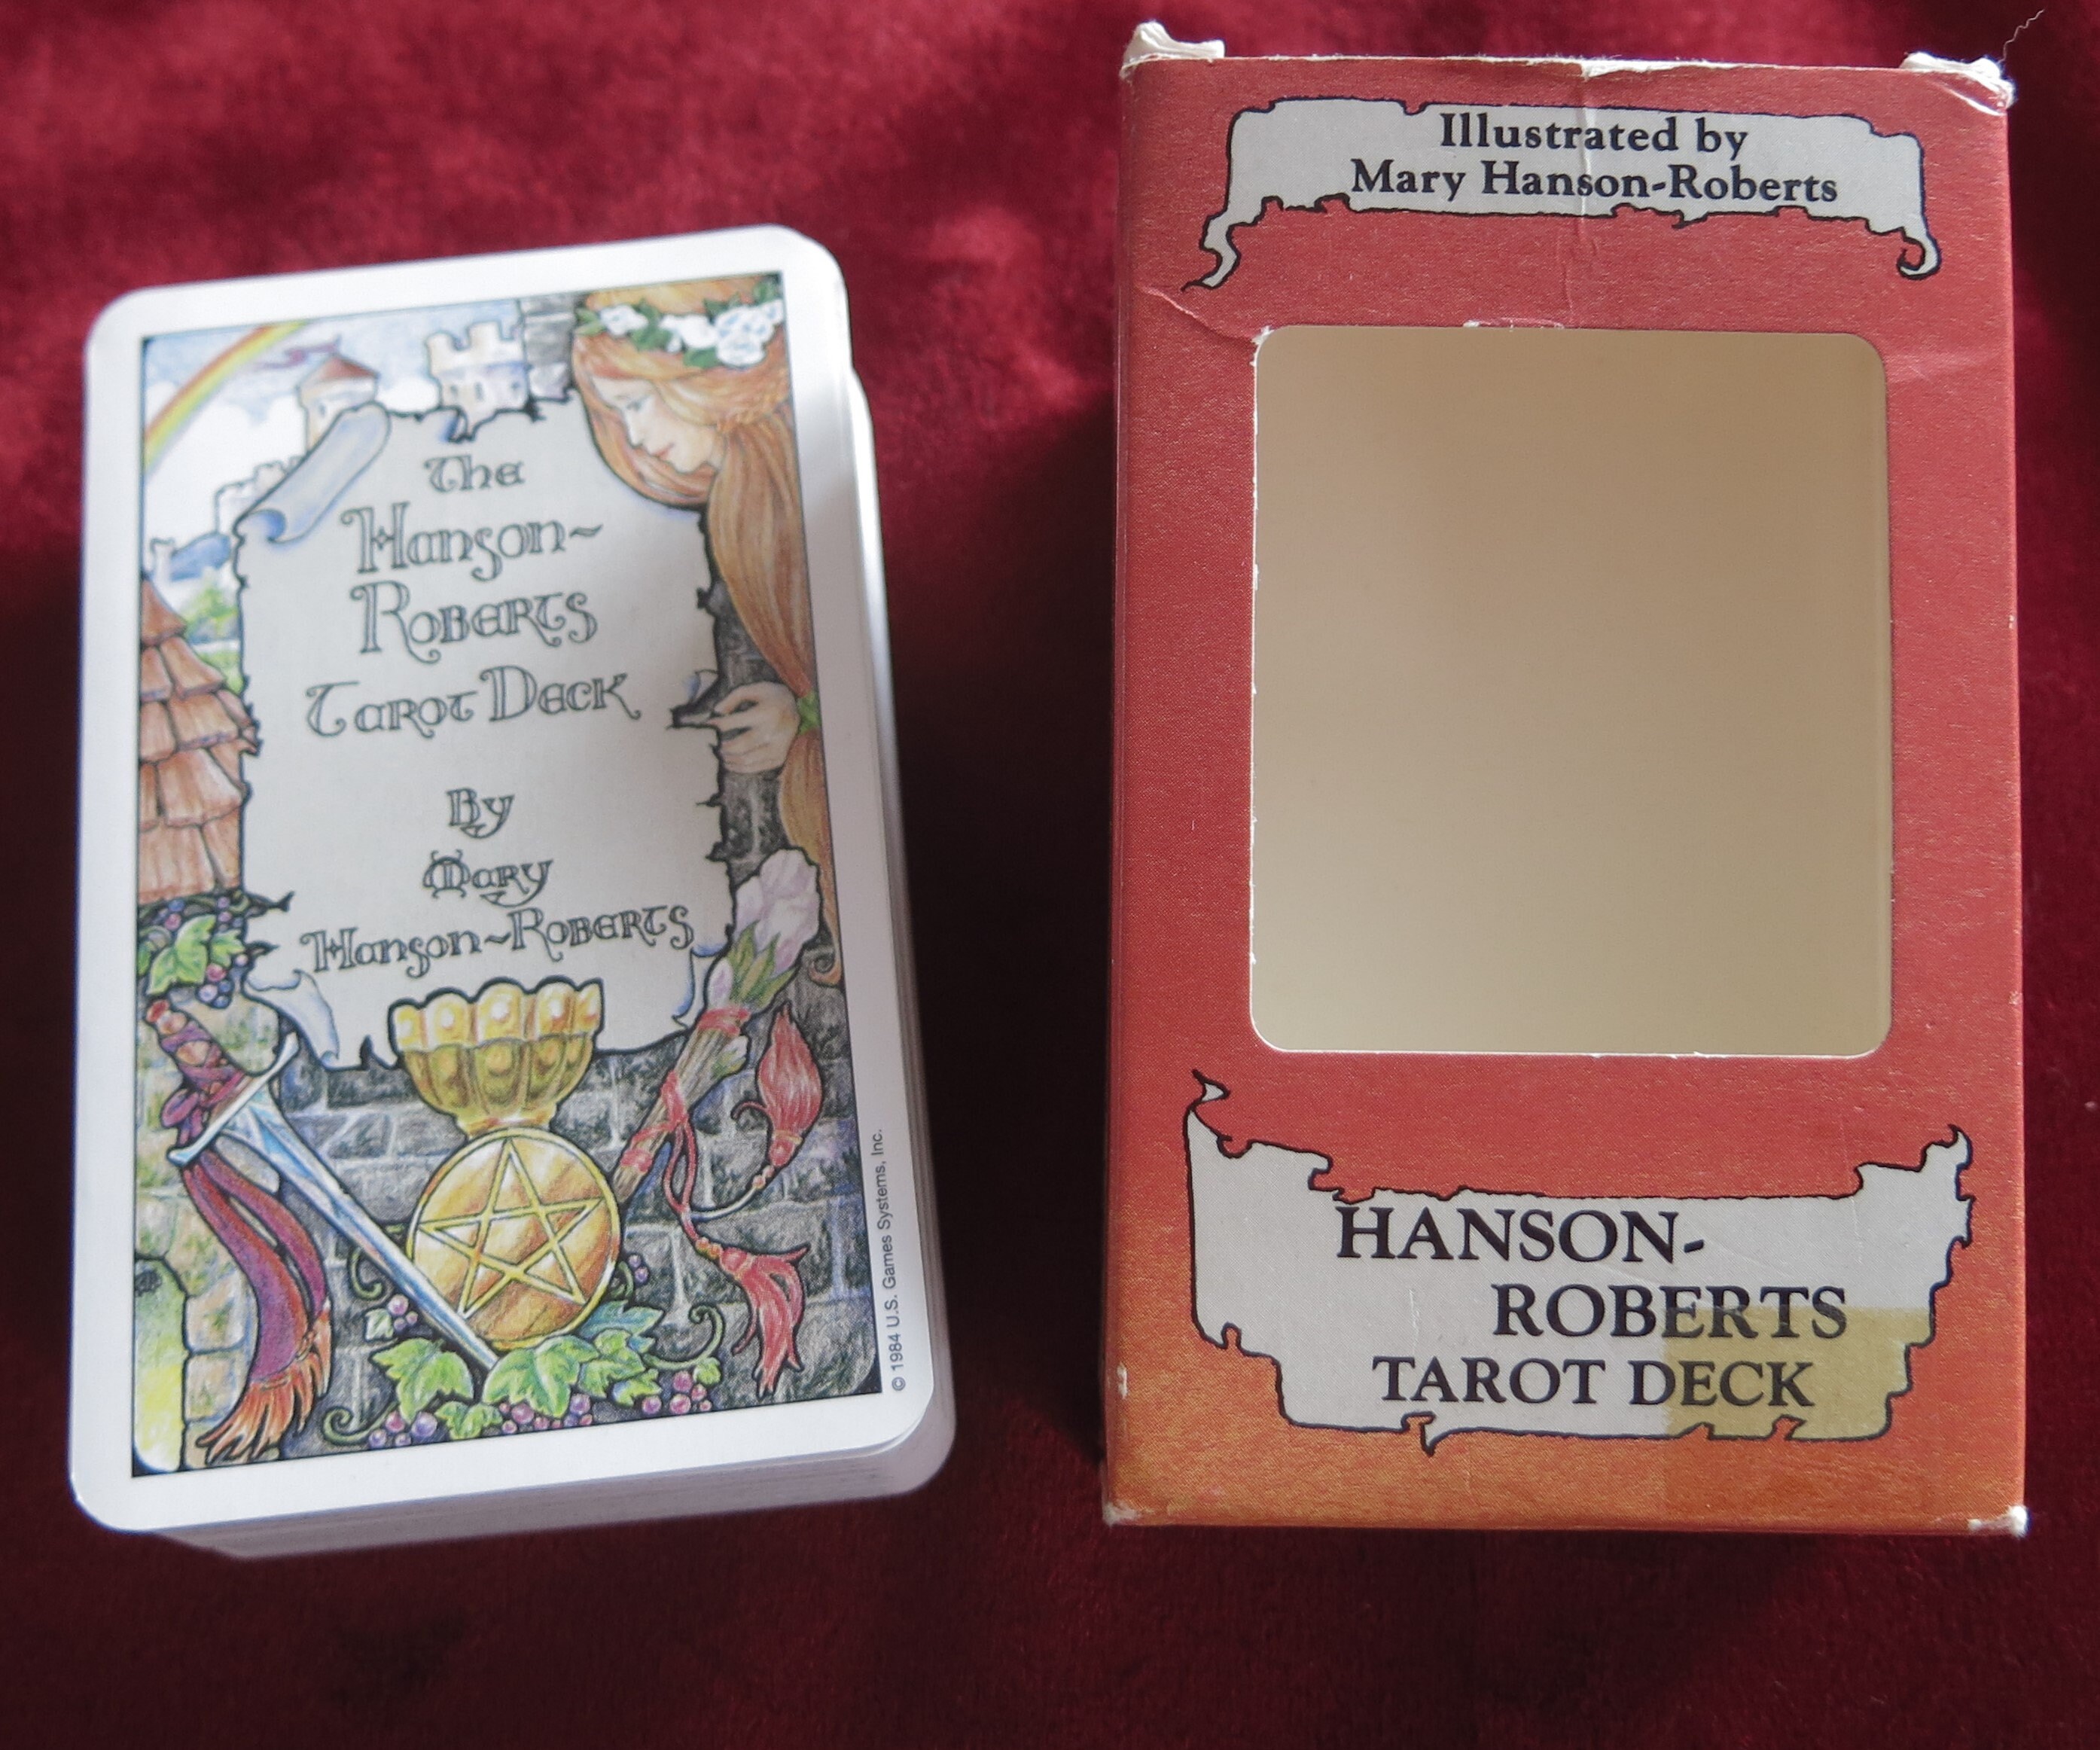 The
Hanson~
Roberts
Tarot Deck
By
Mary
Hanson~Roberts
© 1984 U.S. Games Systems, Inc.
Illustrated by
Mary Hanson-Roberts
HANSON-
ROBERTS
TAROT DECK